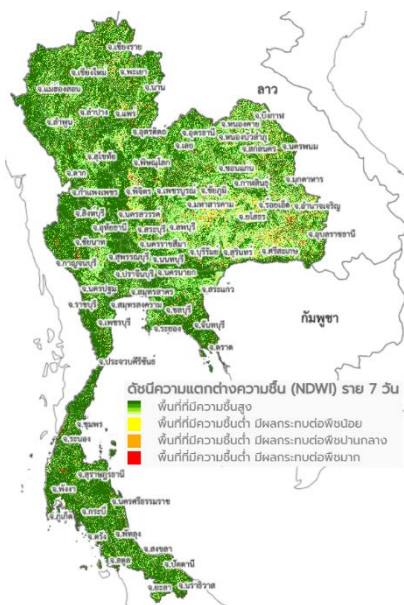 จ.เชียงราย
จ.เชียงใหม่ จ.พะเยา
จ.แม่ฮ่องสอน จ.น่าน
จ.ลำปาง จ.แพร่
จ.ลำพูน
ลาว
จ.อุตรดิตถ์ จ.อุดรธานี จ.หนองคาย จ.บึงกาฬ
จ.เลย จ.หนองบัวลำภู
จ.สกลนคร จ.นครพนม
จ.สุโขทัย จ.พิษณุโลก
จ.ตาก จ.ขอนแก่น
จ.กาฬสินธุ์ จ.มุกดาหาร
จ.กำแพงเพชร จ.พิจิตร จ.เพชรบูรณ์ จ.ชัยภูมิ
จ.มหาสารคาม จ.ร้อยเอ็ด จ.อำนาจเจริญ
จ.สิงห์บุรี จ.นครสวรรค์ จ.ยโสธร
จ.อุทัยธานี จ.สระบุรี จ.ลพบุรี จ.อุบลราชธานี
จ.ชัยนาท จ.นครราชสีมา
จ.สุพรรณบุรี จ.นนทบุรี จ.บุรีรัมย์ จ.สุรินทร์ จ.ศรีสะเกษ
จ.กาญจนบุรี จ.ปราจีนบุรี จ.นครนายก
จ.นครปฐม จ.สมุทรสาคร จ.สระแก้ว
จ.ราชบุรี จ.สมุทรสงคราม จ.ชลบุรี
จ.เพชรบุรี จ.ระยอง จ.จันทบุรี
กัมพูชา
จ.ตราด
จ.ประจวบคีรีขันธ์
ดัชนีความแตกต่างความชื้น (NDWI) ราย 7 วัน
พื้นที่ที่มีความชื้นสูง
พื้นที่ที่มีความชื้นต่ำ มีผลกระทบต่อพืชน้อย
พื้นที่ที่มีความชื้นต่ำ มีผลกระทบต่อพืชปานกลาง
พื้นที่ที่มีความชื้นต่ำ มีผลกระทบต่อพืชมาก
จ.ชุมพร
จ.ระนอง
จ.สุราษฎร์ธานี
จ.พังงา
จ.นครศรีธรรมราช
จ.ภูเก็ต จ.กระบี่
จ.ตรัง จ.พัทลุง
จ.สงขลา
จ.สตูล จ.ปัตตานี
จ.ยะลา จ.นราธิวาส